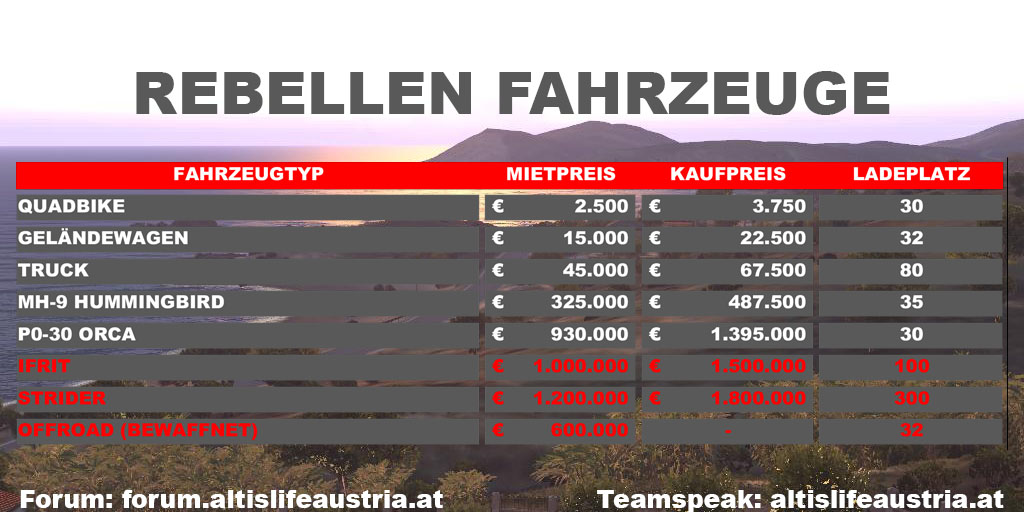 REBELLEN FAHRZEUGE
FAHRZEUGTYP MIETPREIS KAUFPREIS LADEPLATZ
QUADBIKE € 2.500 € 3.750 30
GELÄNDEWAGEN € 15.000 € 22.500 32
TRUCK € 45.000 € 67.500 80
MH-9 HUMMINGBIRD € 325.000 € 487.500 35
P0-30 ORCA € 930.000 € 1.395.000 30
IFRIT € 1.000.000 € 1.500.000 100
STRIDER € 1.200.000 € 1.800.000 300
OFFROAD (BEWAFFNET) € 600.000 - 32
Forum: forum.altislifeaustria.at Teamspeak: altislifeaustria.at